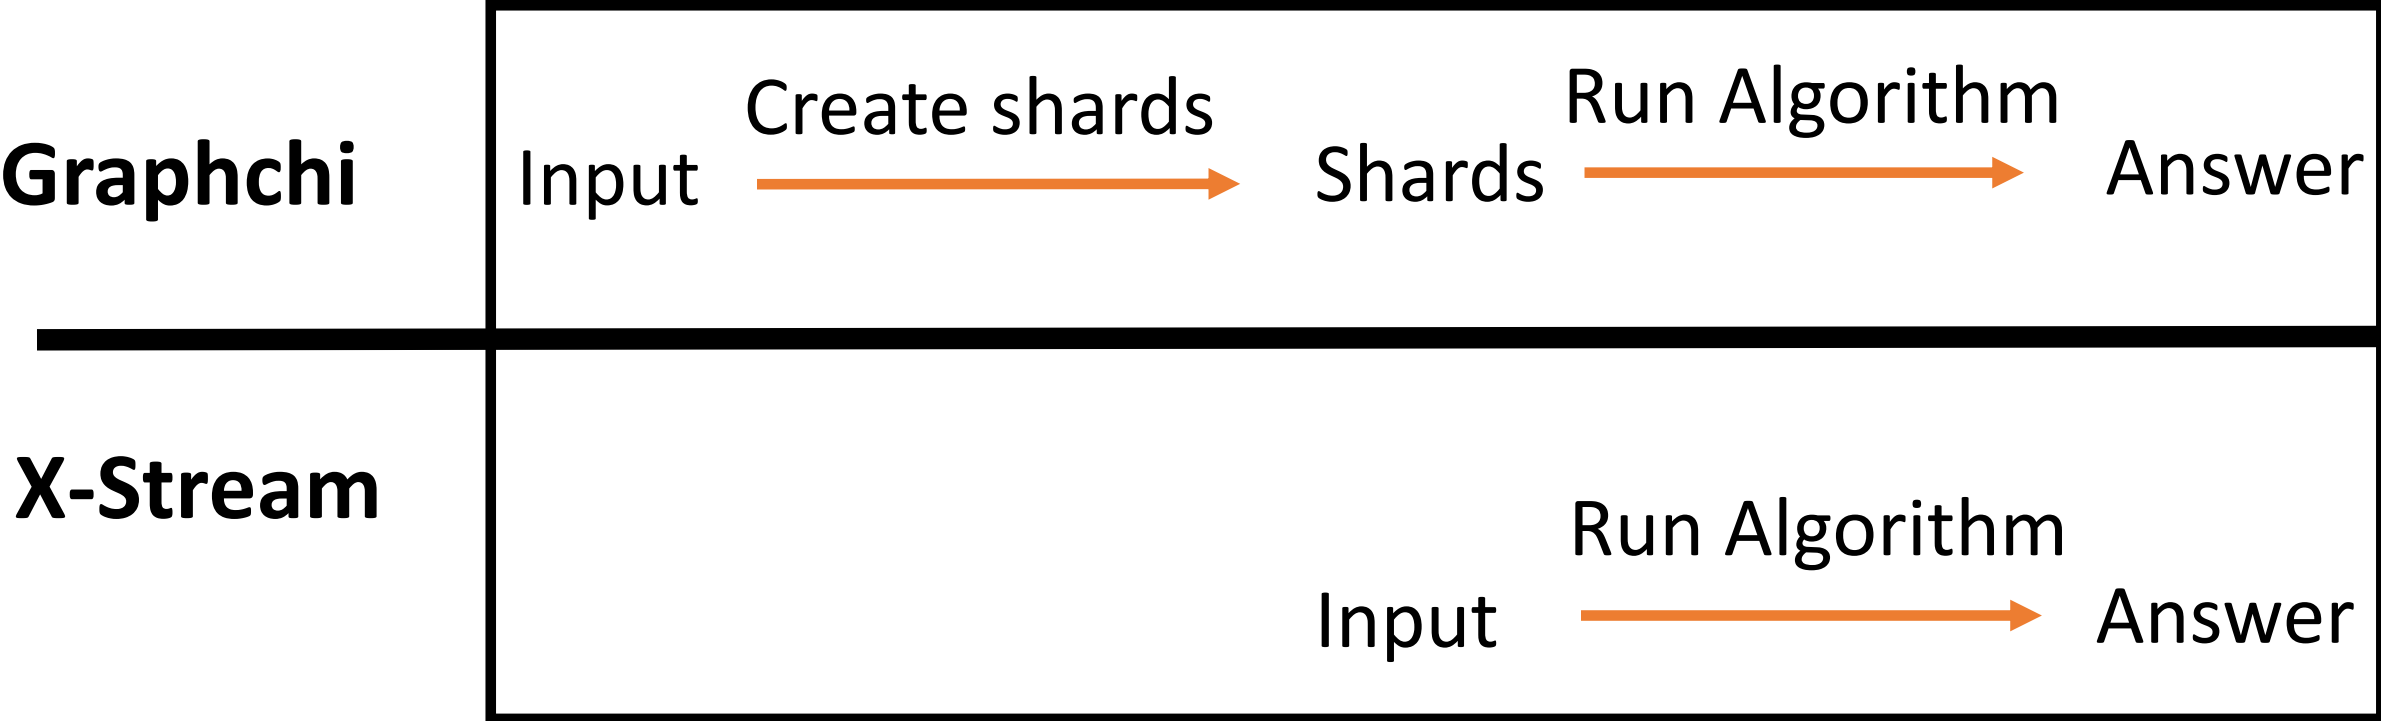 Graphchi
Input
Create shards
Shards
Run Algorithm
Answer
X-Stream
Input
Run Algorithm
Answer